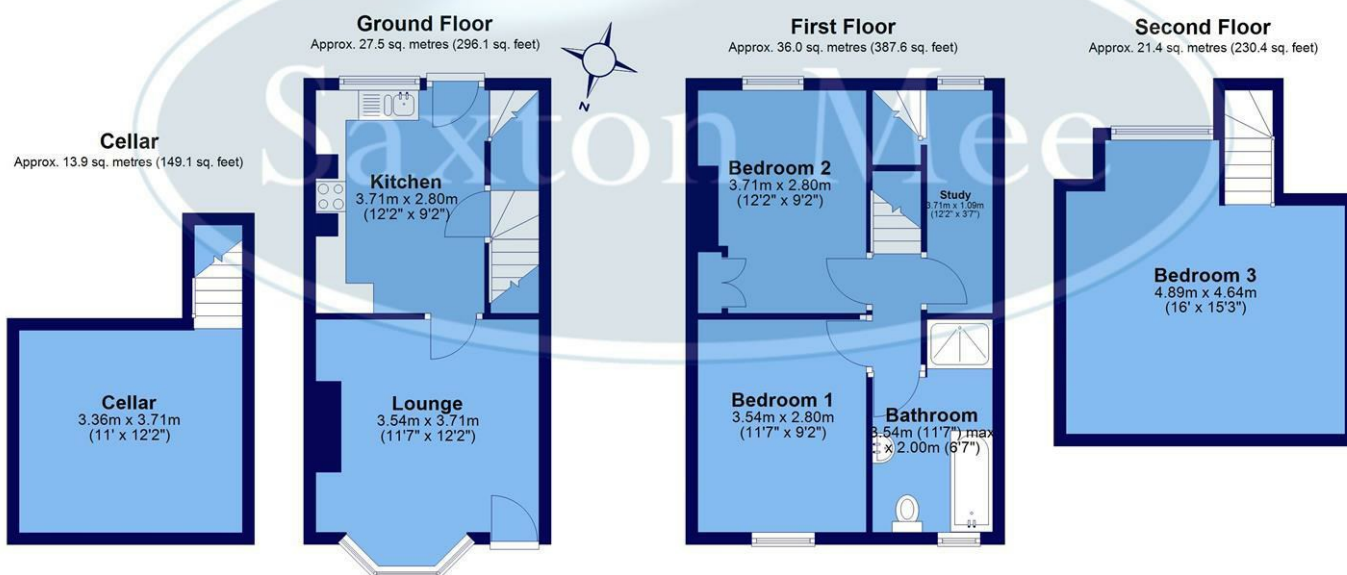 Saxton Mee
Cellar
Approx. 13.9 sq. metres (149.1 sq. feet)
Cellar
3.36m x 3.71m
(11' x 12'2")
Ground Floor
Approx. 27.5 sq. metres (296.1 sq. feet)
N
Kitchen
3.71m x 2.80m
(12'2" x 9'2")
Lounge
3.54m x 3.71m
(11'7" x 12'2")
First Floor
Approx. 36.0 sq. metres (387.6 sq. feet)
Bedroom 2
3.71m x 2.80m
(12'2" x 9'2")
Study
3.71m x 1.09m
(12'2" x 3'7")
Bedroom 1
3.54m x 2.80m
(11'7" x 9'2")
Bathroom
3.54m (11'7") max
x 2.00m (6'7")
Second Floor
Approx. 21.4 sq. metres (230.4 sq. feet)
Bedroom 3
4.89m x 4.64m
(16' x 15'3")